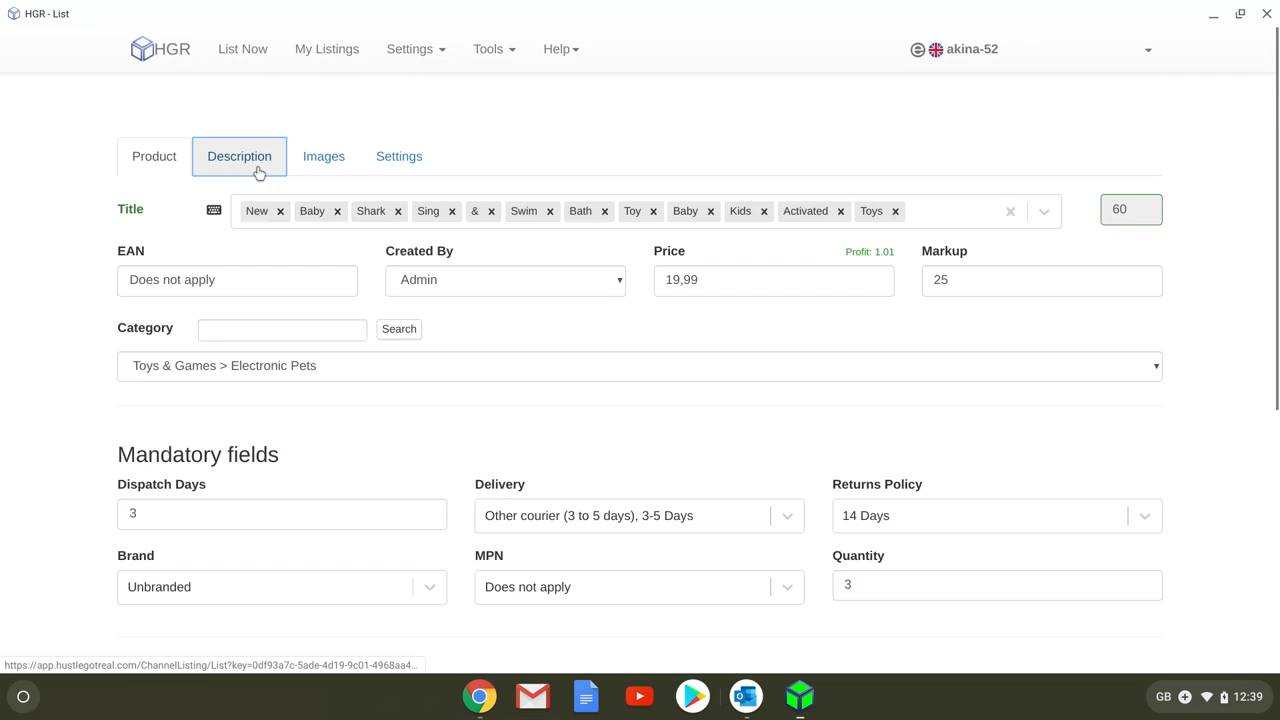 HGR - List
HGR List Now My Listings Settings Tools Help akina-52
Product Description Images Settings
Title New × Baby × Shark × Sing × & × Swim × Bath × Toy × Baby × Kids × Activated × Toys × 60
EAN Created By Price Profit: 1.01 Markup
Does not apply Admin 19,99 25
Category Search
Toys & Games > Electronic Pets
Mandatory fields
Dispatch Days Delivery Returns Policy
3 Other courier (3 to 5 days), 3-5 Days 14 Days
Brand MPN Quantity
Unbranded Does not apply 3
https://app.hustlegotreal.com/ChannelListing/List?key=0df93a7c-5ade-4d19-9c01-4968aa4...
GB 12:39